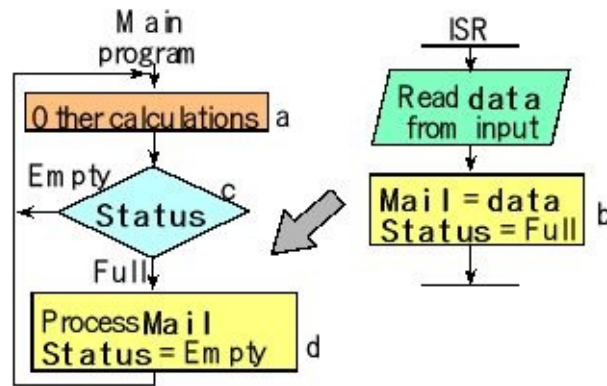 Main
program
Other calculations
a
Empty
c
Status
Full
Process Mail
Status = Empty
d
ISR
Read data
from input
Mail = data
Status = Full
b